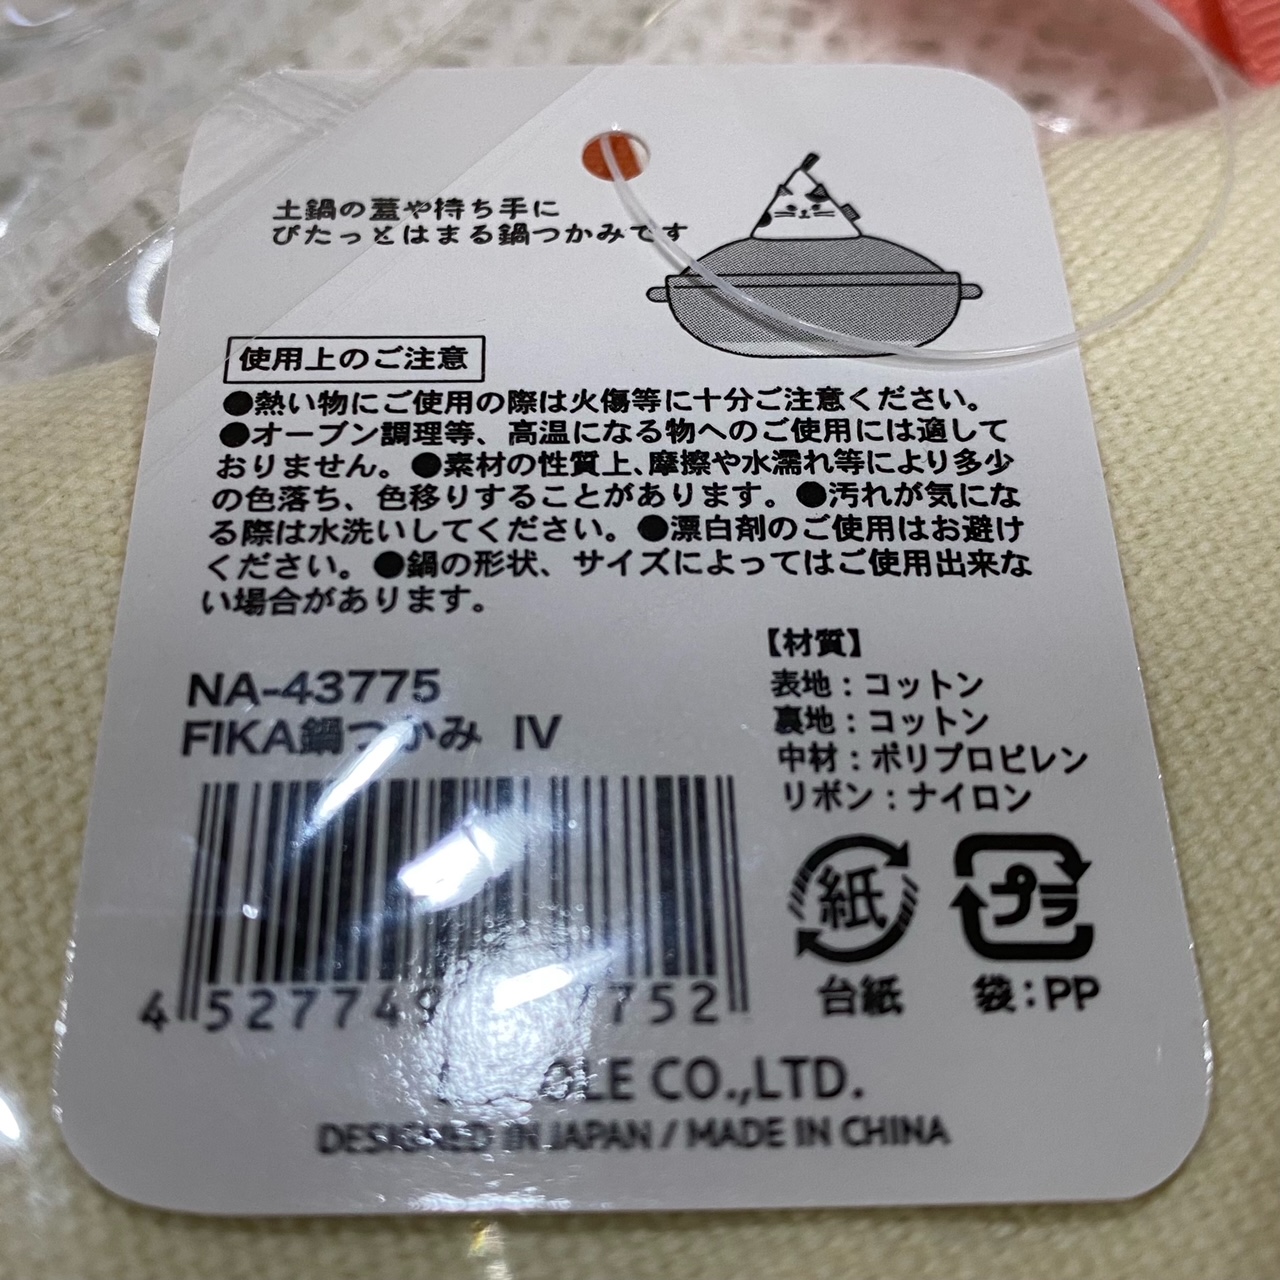 土鍋の蓋や持ち手に
ぴたっとはまる鍋つかみです
使用上のご注意
●熱い物にご使用の際は火傷等に十分ご注意ください。
●オーブン調理等、高温になる物へのご使用には適して
おりません。●素材の性質上、摩擦や水濡れ等により多少
の色落ち、色移りすることがあります。●汚れが気にな
る際は水洗いしてください。●漂白剤のご使用はお避け
ください。●鍋の形状、サイズによってはご使用出来な
い場合があります。
NA-43775
FIKA鍋つかみ IV
【材質】
表地：コットン
裏地：コットン
中材：ポリプロピレン
リボン：ナイロン
4 527749 752
紙
台紙
プラ
袋：PP
CO.,LTD.
DESIGNED IN JAPAN / MADE IN CHINA